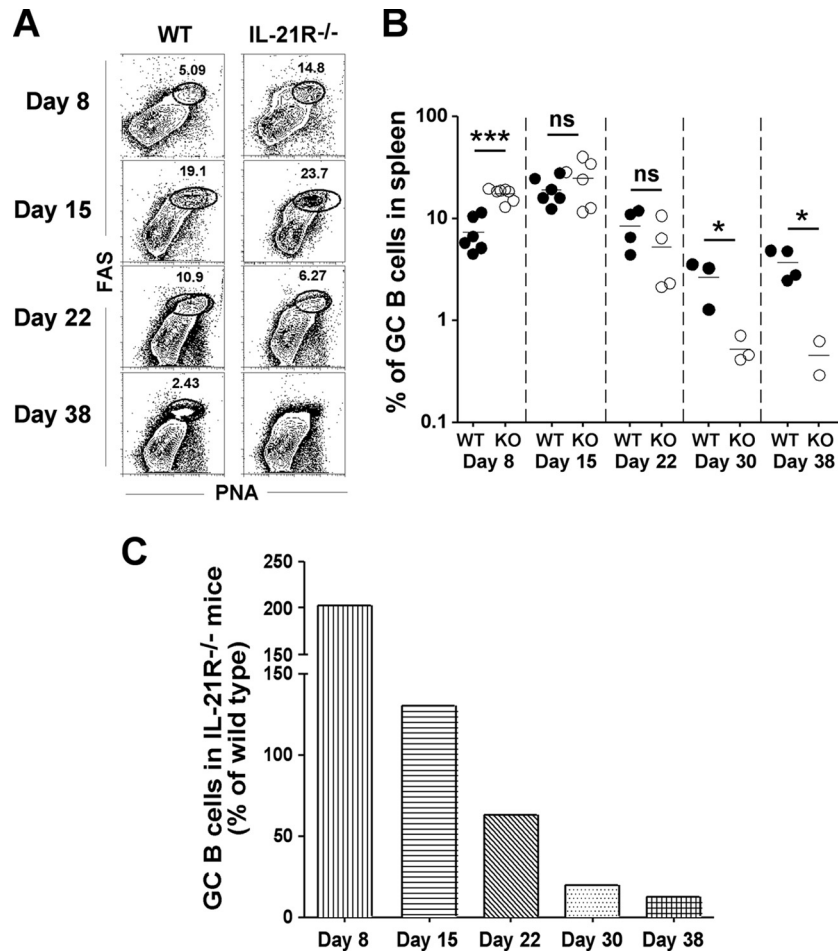 A
WT IL-21R-/-
Day 8
5.09 14.8
Day 15
19.1 23.7
Day 22
10.9 6.27
Day 38
2.43
FAS
PNA
B
% of GC B cells in spleen
100
10
1
0.1
*** ns ns * *
WT KO WT KO WT KO WT KO WT KO
Day 8 Day 15 Day 22 Day 30 Day 38
C
GC B cells in IL-21R-/- mice
(% of wild type)
250
200
150
150
100
50
0
Day 8 Day 15 Day 22 Day 30 Day 38